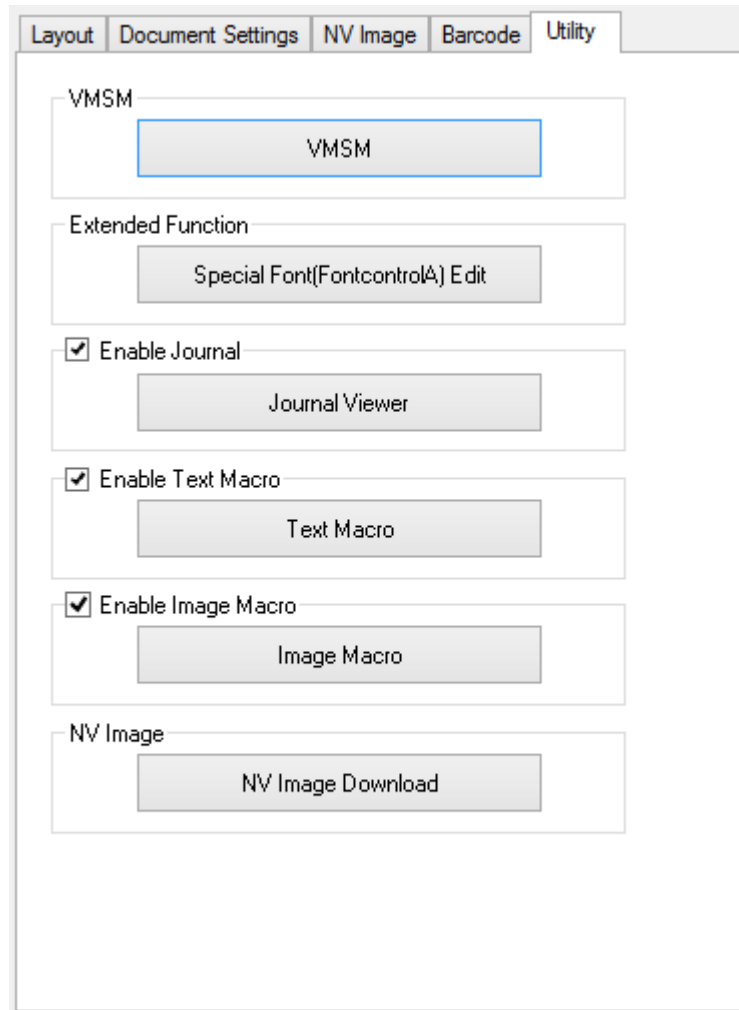 Layout Document Settings NV Image Barcode Utility
VMSM
VMSM
Extended Function
Special Font(FontcontrolA) Edit
Enable Journal
Journal Viewer
Enable Text Macro
Text Macro
Enable Image Macro
Image Macro
NV Image
NV Image Download